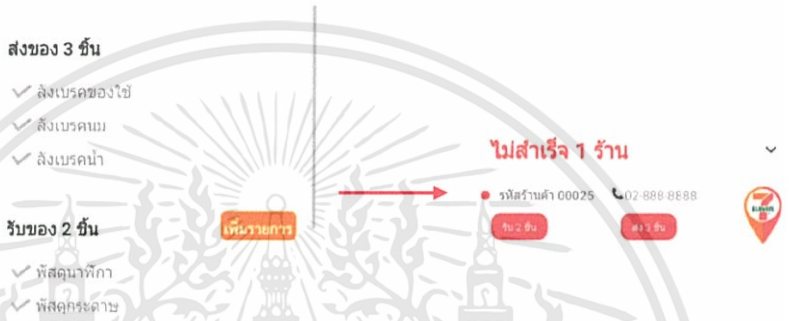 ส่งของ 3 ชิ้น
ลังเบรคของใช้
ลังเบรคนม
ลังเบรคน้ำ
รับของ 2 ชิ้น
เพิ่มรายการ
พัสดุนาฬิกา
พัสดุกระดาษ
ไม่สำเร็จ 1 ร้าน
รหัสร้านค้า 00025 02-888-8888
รับ 2 ชิ้น ส่ง 3 ชิ้น
7 ELEVEn